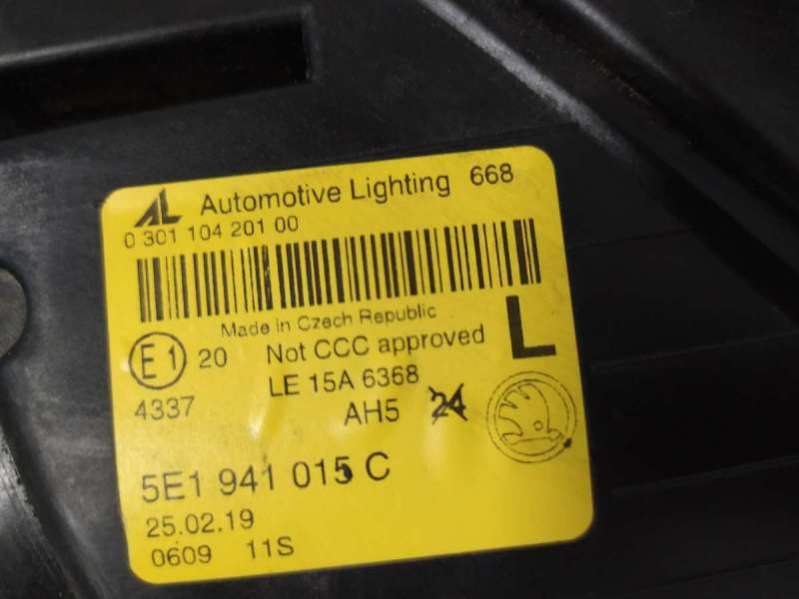 AL Automotive Lighting 668
0 301 104 201 00
Made in Czech Republic
E1 20 Not CCC approved L
4337 LE 15A 6368
AH5 24
5E1 941 015 C
25.02.19
0609 11S